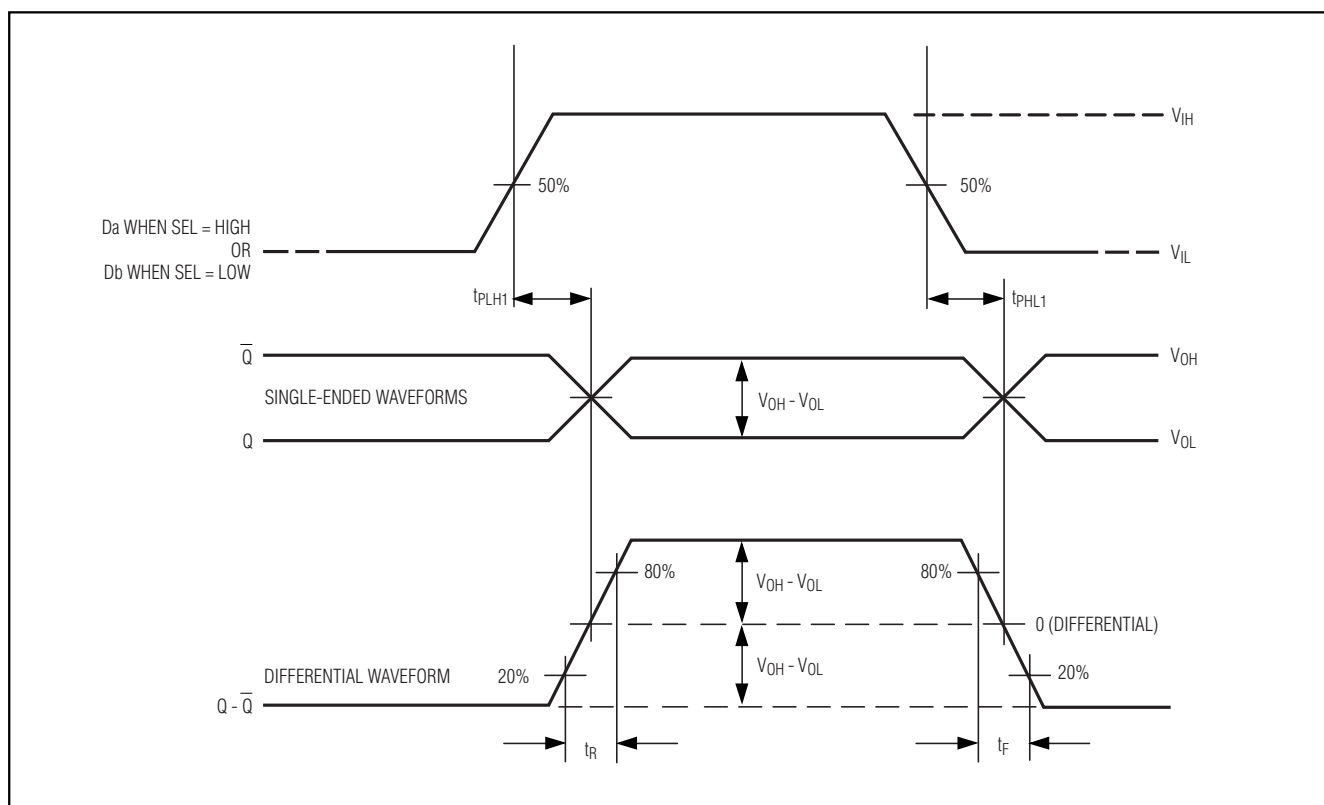 V_IH
50%
50%
Da WHEN SEL = HIGH
OR
Db WHEN SEL = LOW
V_IL
t_PLH1
t_PHL1
Q̅
V_OH
SINGLE-ENDED WAVEFORMS
V_OH - V_OL
Q
V_OL
80%
V_OH - V_OL
80%
0 (DIFFERENTIAL)
DIFFERENTIAL WAVEFORM
20%
V_OH - V_OL
20%
Q - Q̅
t_R
t_F